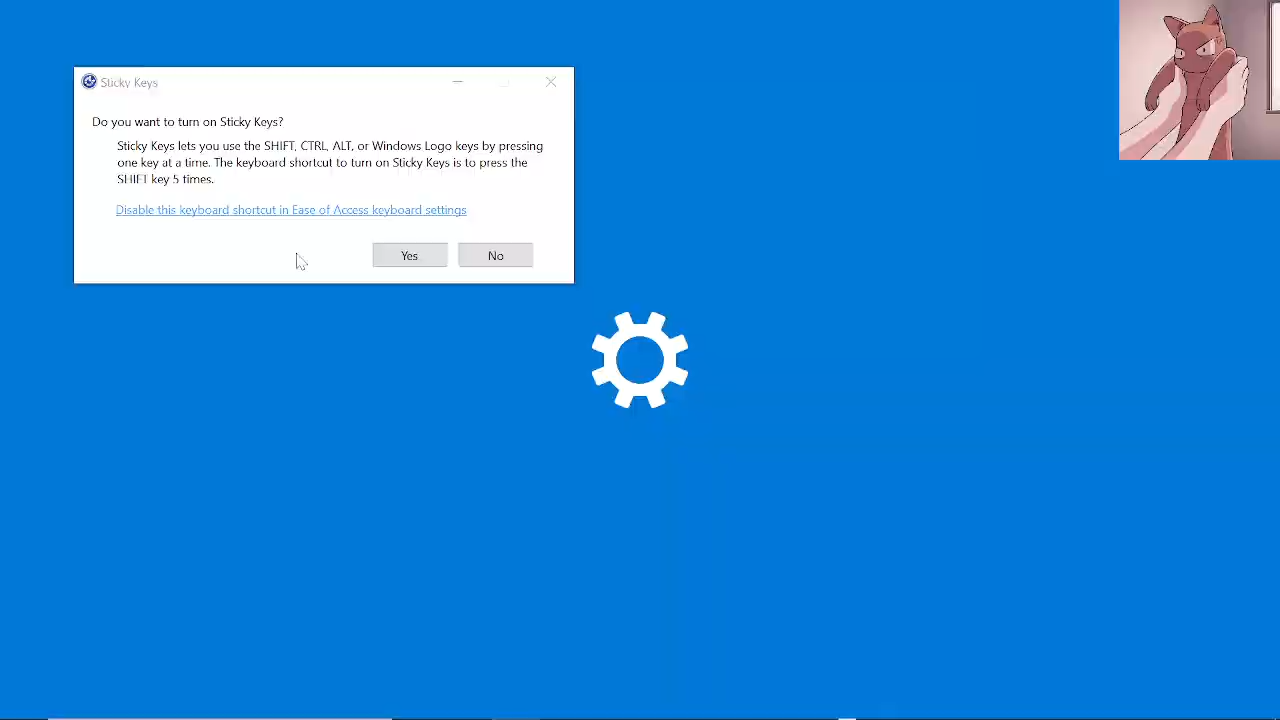 Sticky Keys
Do you want to turn on Sticky Keys?
Sticky Keys lets you use the SHIFT, CTRL, ALT, or Windows Logo keys by pressing
one key at a time. The keyboard shortcut to turn on Sticky Keys is to press the
SHIFT key 5 times.
Disable this keyboard shortcut in Ease of Access keyboard settings
Yes No